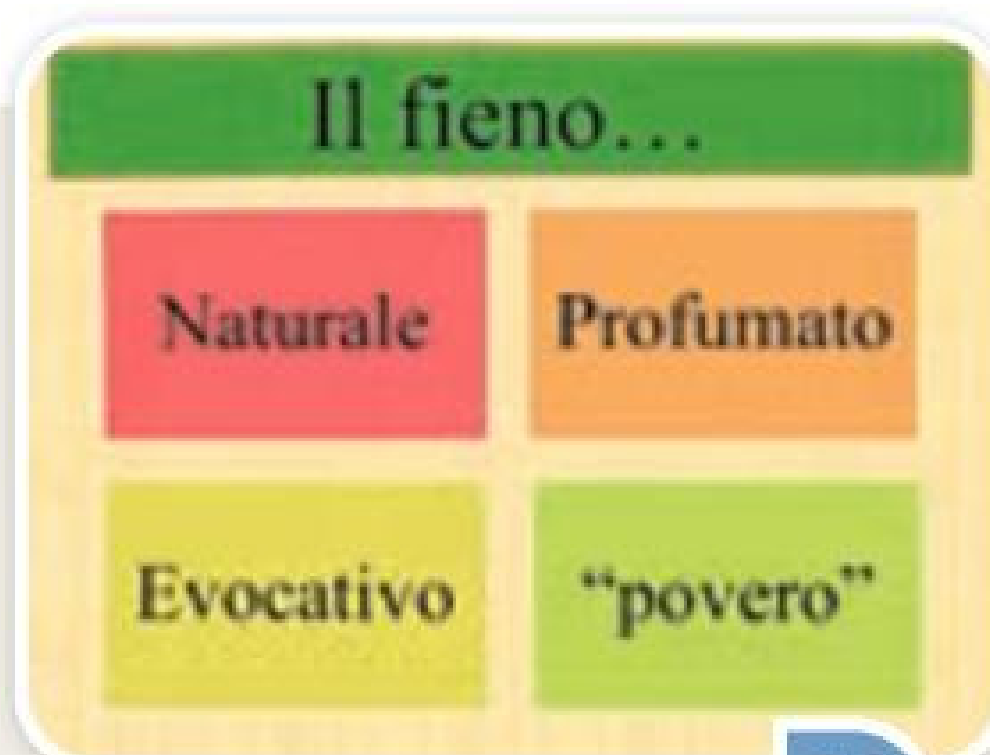 Il fieno...
Naturale
Profumato
Evocativo
“povero”